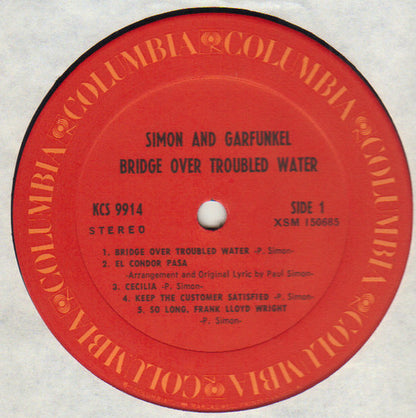 COLUMBIA COLUMBIA COLUMBIA COLUMBIA COLUMBIA COLUMBIA
SIMON AND GARFUNKEL
BRIDGE OVER TROUBLED WATER
KCS 9914
STEREO
SIDE 1
XSM 150685
1. BRIDGE OVER TROUBLED WATER -P. Simon-
2. EL CONDOR PASA
-Arrangement and Original Lyric by Paul Simon-
3. CECILIA -P. Simon-
4. KEEP THE CUSTOMER SATISFIED -P. Simon-
5. SO LONG, FRANK LLOYD WRIGHT
-P. Simon-